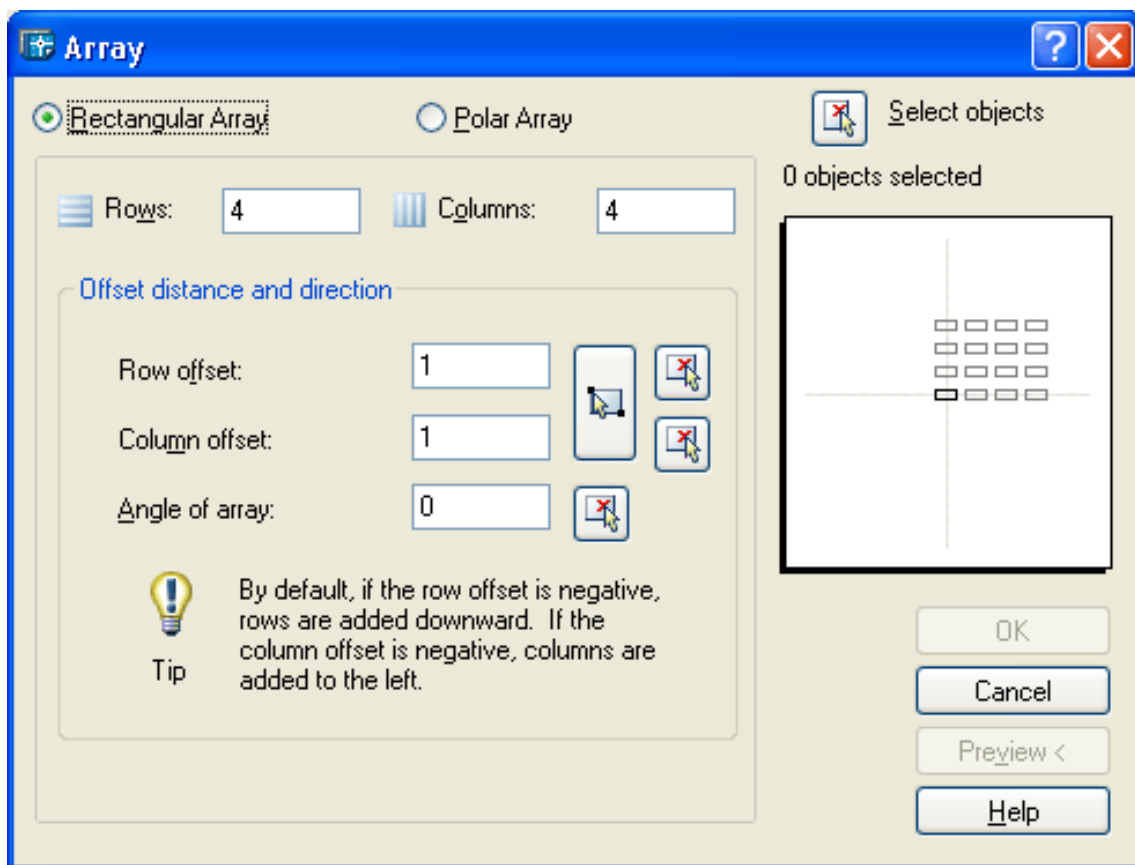 Array
Rectangular Array
Polar Array
Select objects
0 objects selected
Rows: 4
Columns: 4
Offset distance and direction
Row offset: 1
Column offset: 1
Angle of array: 0
Tip
By default, if the row offset is negative,
rows are added downward. If the
column offset is negative, columns are
added to the left.
OK
Cancel
Preview <
Help